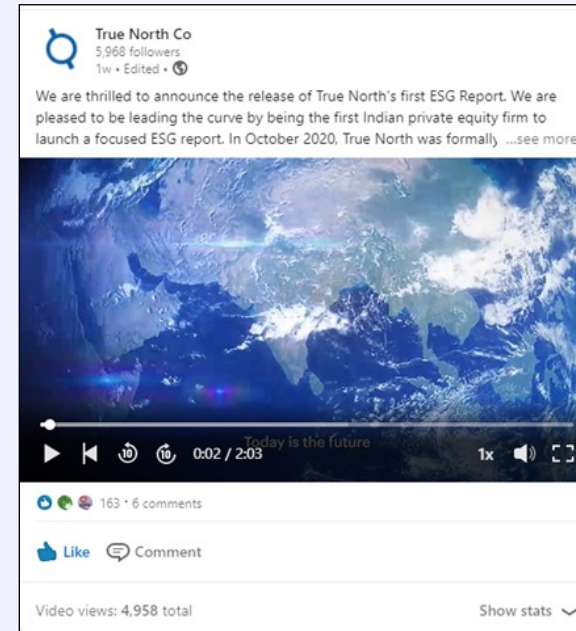 True North Co
5,968 followers
1w • Edited •
We are thrilled to announce the release of True North's first ESG Report. We are
pleased to be leading the curve by being the first Indian private equity firm to
launch a focused ESG report. In October 2020, True North was formally ...see more
Today is the future
10 10 0:02 / 2:03 1x
163 • 6 comments
Like Comment
Video views: 4,958 total Show stats